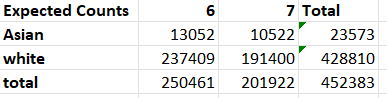 Expected Counts 6 7 Total
Asian 13052 10522 23573
white 237409 191400 428810
total 250461 201922 452383